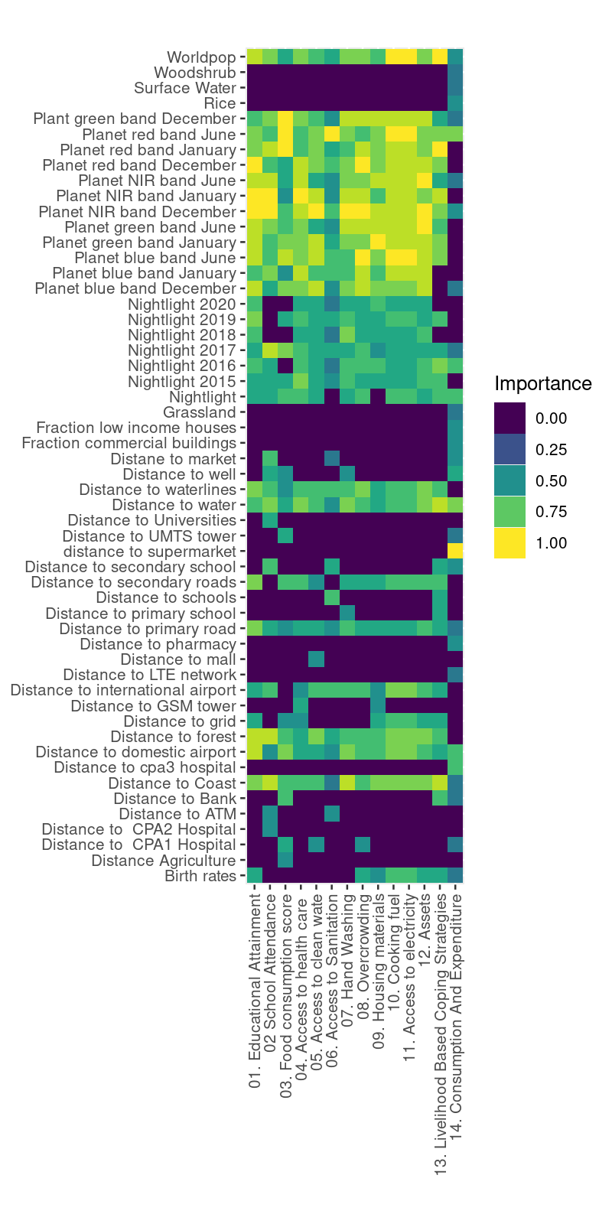 Worldpop
Woodshrub
Surface Water
Rice
Plant green band December
Planet red band June
Planet red band January
Planet red band December
Planet NIR band June
Planet NIR band January
Planet NIR band December
Planet green band June
Planet green band January
Planet blue band June
Planet blue band January
Planet blue band December
Nightlight 2020
Nightlight 2019
Nightlight 2018
Nightlight 2017
Nightlight 2016
Nightlight 2015
Nightlight
Grassland
Fraction low income houses
Fraction commercial buildings
Distane to market
Distance to well
Distance to waterlines
Distance to water
Distance to Universities
Distance to UMTS tower
distance to supermarket
Distance to secondary school
Distance to secondary roads
Distance to schools
Distance to primary school
Distance to primary road
Distance to pharmacy
Distance to mall
Distance to LTE network
Distance to international airport
Distance to GSM tower
Distance to grid
Distance to forest
Distance to domestic airport
Distance to cpa3 hospital
Distance to Coast
Distance to Bank
Distance to ATM
Distance to  CPA2 Hospital
Distance to  CPA1 Hospital
Distance Agriculture
Birth rates
01. Educational Attainment
02 School Attendance
03. Food consumption score
04. Access to health care
05. Access to clean wate
06. Access to Sanitation
07. Hand Washing
08. Overcrowding
09. Housing materials
10. Cooking fuel
11. Access to electricity
12. Assets
13. Livelihood Based Coping Strategies
14. Consumption And Expenditure
Importance
0.00
0.25
0.50
0.75
1.00